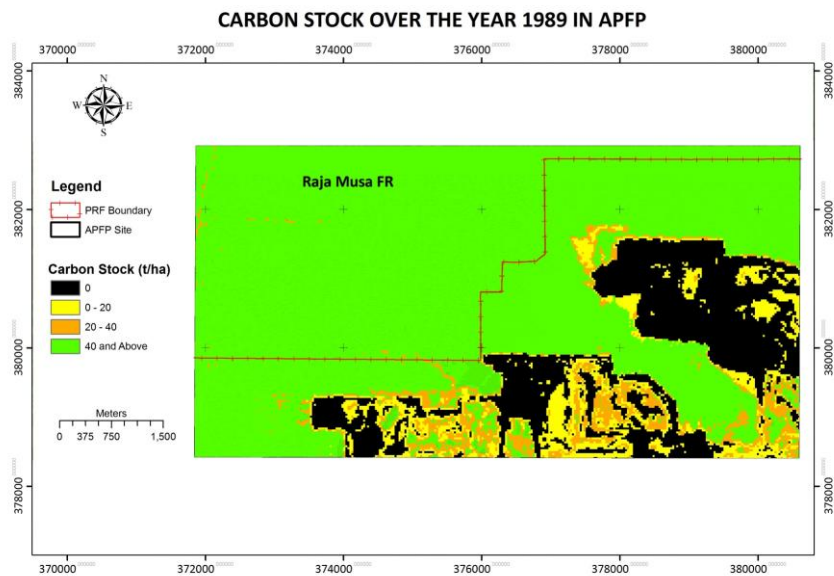 CARBON STOCK OVER THE YEAR 1989 IN APFP
370000 372000 374000 376000 378000 380000
384000
384000
N
W E
S
Raja Musa FR
Legend
PRF Boundary
APFP Site
382000
382000
Carbon Stock (t/ha)
0
0 - 20
20 - 40
40 and Above
380000
380000
Meters
0 375 750 1,500
378000
378000
370000 372000 374000 376000 378000 380000